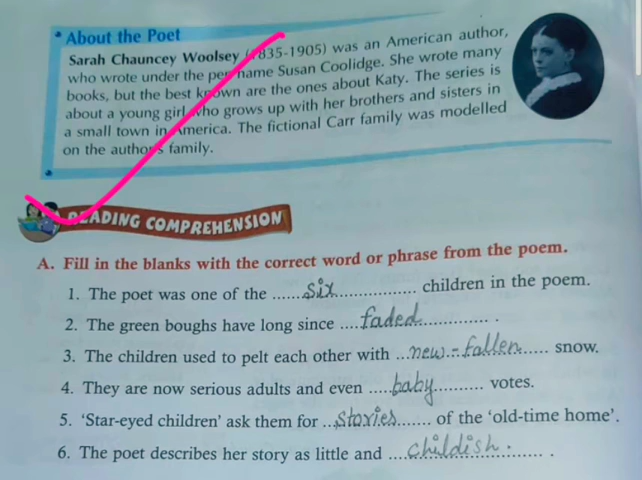 About the Poet
Sarah Chauncey Woolsey (1835-1905) was an American author,
who wrote under the pen name Susan Coolidge. She wrote many
books, but the best known are the ones about Katy. The series is
about a young girl who grows up with her brothers and sisters in
a small town in America. The fictional Carr family was modelled
on the author's family.
READING COMPREHENSION
A. Fill in the blanks with the correct word or phrase from the poem.
1. The poet was one of the ......six................ children in the poem.
2. The green boughs have long since ....faded............... .
3. The children used to pelt each other with ...new-fallen...... snow.
4. They are now serious adults and even .....baby........... votes.
5. 'Star-eyed children' ask them for ..stories....... of the 'old-time home'.
6. The poet describes her story as little and ....childish.......... .